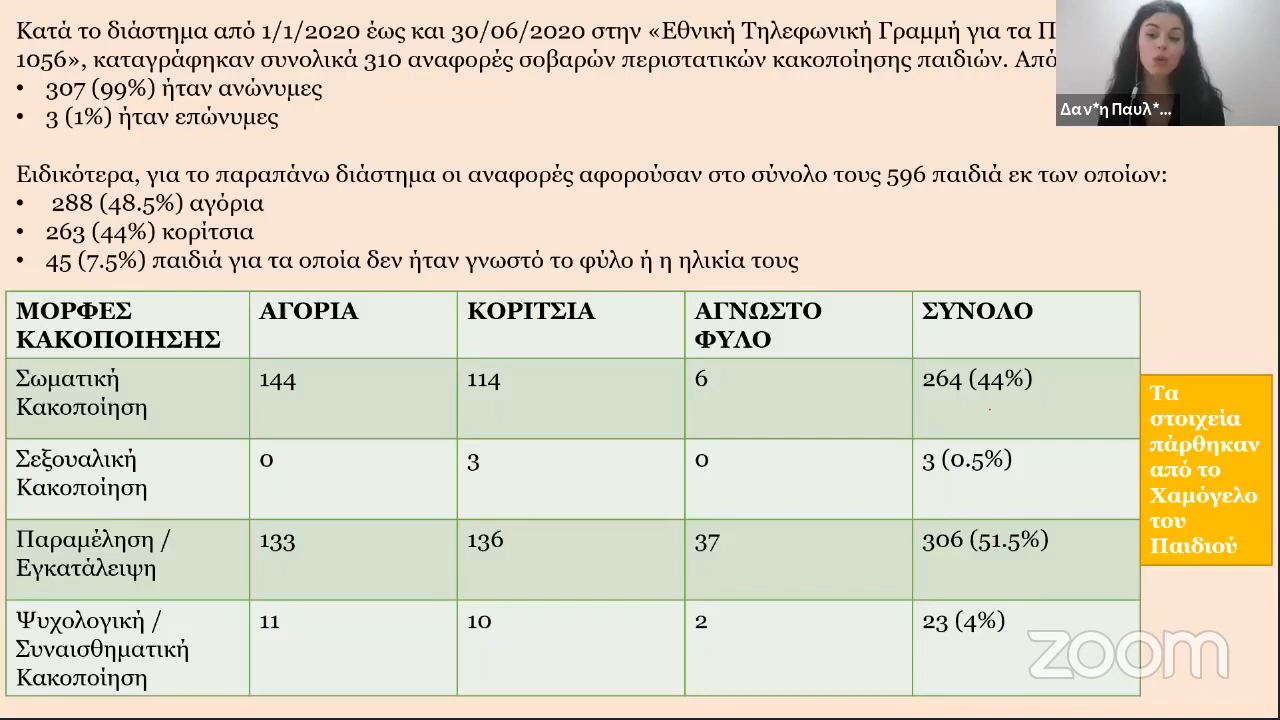 Κατά το διάστημα από 1/1/2020 έως και 30/06/2020 στην «Εθνική Τηλεφωνική Γραμμή για τα
1056», καταγράφηκαν συνολικά 310 αναφορές σοβαρών περιστατικών κακοποίησης παιδιών.
• 307 (99%) ήταν ανώνυμες
• 3 (1%) ήταν επώνυμες
Δαν*η Παυλ*...
Ειδικότερα, για το παραπάνω διάστημα οι αναφορές αφορούσαν στο σύνολο τους 596 παιδιά εκ των οποίων:
• 288 (48.5%) αγόρια
• 263 (44%) κορίτσια
• 45 (7.5%) παιδιά για τα οποία δεν ήταν γνωστό το φύλο ή η ηλικία τους
ΜΟΡΦΕΣ ΚΑΚΟΠΟΙΗΣΗΣ ΑΓΟΡΙΑ ΚΟΡΙΤΣΙΑ ΑΓΝΩΣΤΟ ΦΥΛΟ ΣΥΝΟΛΟ
Σωματική Κακοποίηση 144 114 6 264 (44%)
Σεξουαλική Κακοποίηση 0 3 0 3 (0.5%)
Παραμέληση / Εγκατάλειψη 133 136 37 306 (51.5%)
Ψυχολογική / Συναισθηματική Κακοποίηση 11 10 2 23 (4%)
Τα
στοιχεία
πάρθηκαν
από το
Χαμόγελο
του
Παιδιού
zoom